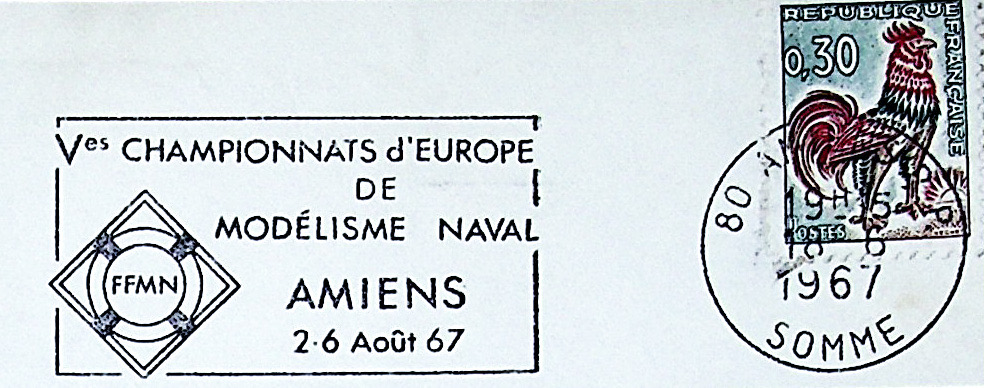 Ves CHAMPIONNATS d'EUROPE
DE
MODÉLISME NAVAL
FFMN
AMIENS
2·6 Août 67
REPUBLIQUE
FRANÇAISE
0,30
POSTES
80
19H
1967
SOMME